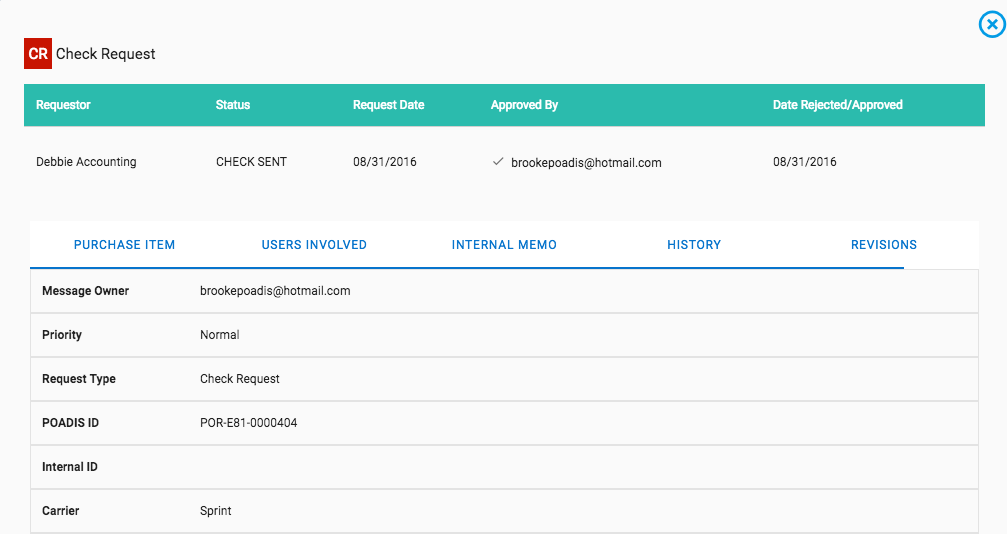 CR Check Request
Requestor Status Request Date Approved By Date Rejected/Approved
Debbie Accounting CHECK SENT 08/31/2016 brookepoadis@hotmail.com 08/31/2016
PURCHASE ITEM USERS INVOLVED INTERNAL MEMO HISTORY REVISIONS
Message Owner brookepoadis@hotmail.com
Priority Normal
Request Type Check Request
POADIS ID POR-E81-0000404
Internal ID
Carrier Sprint